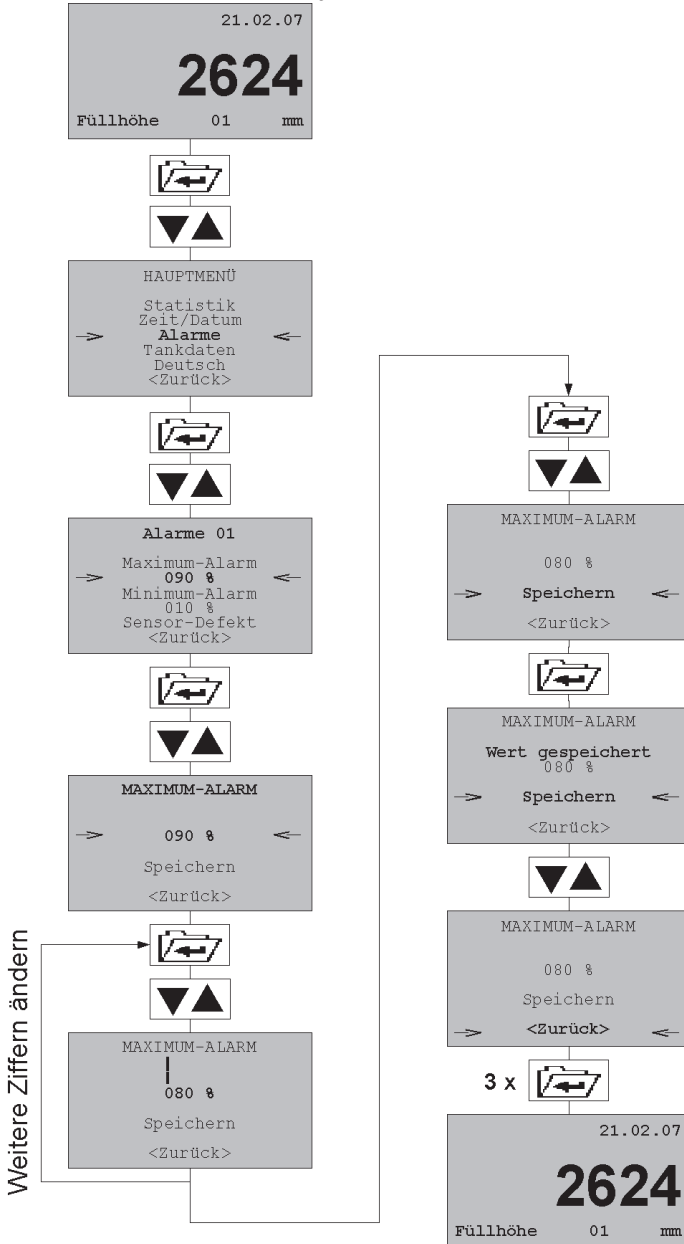 21.02.07
2624
Füllhöhe 01 mm
HAUPTMENÜ
Statistik
Zeit/Datum
Alarme
Tankdaten
Deutsch
<Zurück>
Alarme 01
Maximum-Alarm
090 %
Minimum-Alarm
010 %
Sensor-Defekt
<Zurück>
MAXIMUM-ALARM
090 %
Speichern
<Zurück>
Weitere Ziffern ändern
MAXIMUM-ALARM
080 %
Speichern
<Zurück>
MAXIMUM-ALARM
080 %
Speichern
<Zurück>
MAXIMUM-ALARM
Wert gespeichert
080 %
Speichern
<Zurück>
MAXIMUM-ALARM
080 %
Speichern
<Zurück>
3 x
21.02.07
2624
Füllhöhe 01 mm